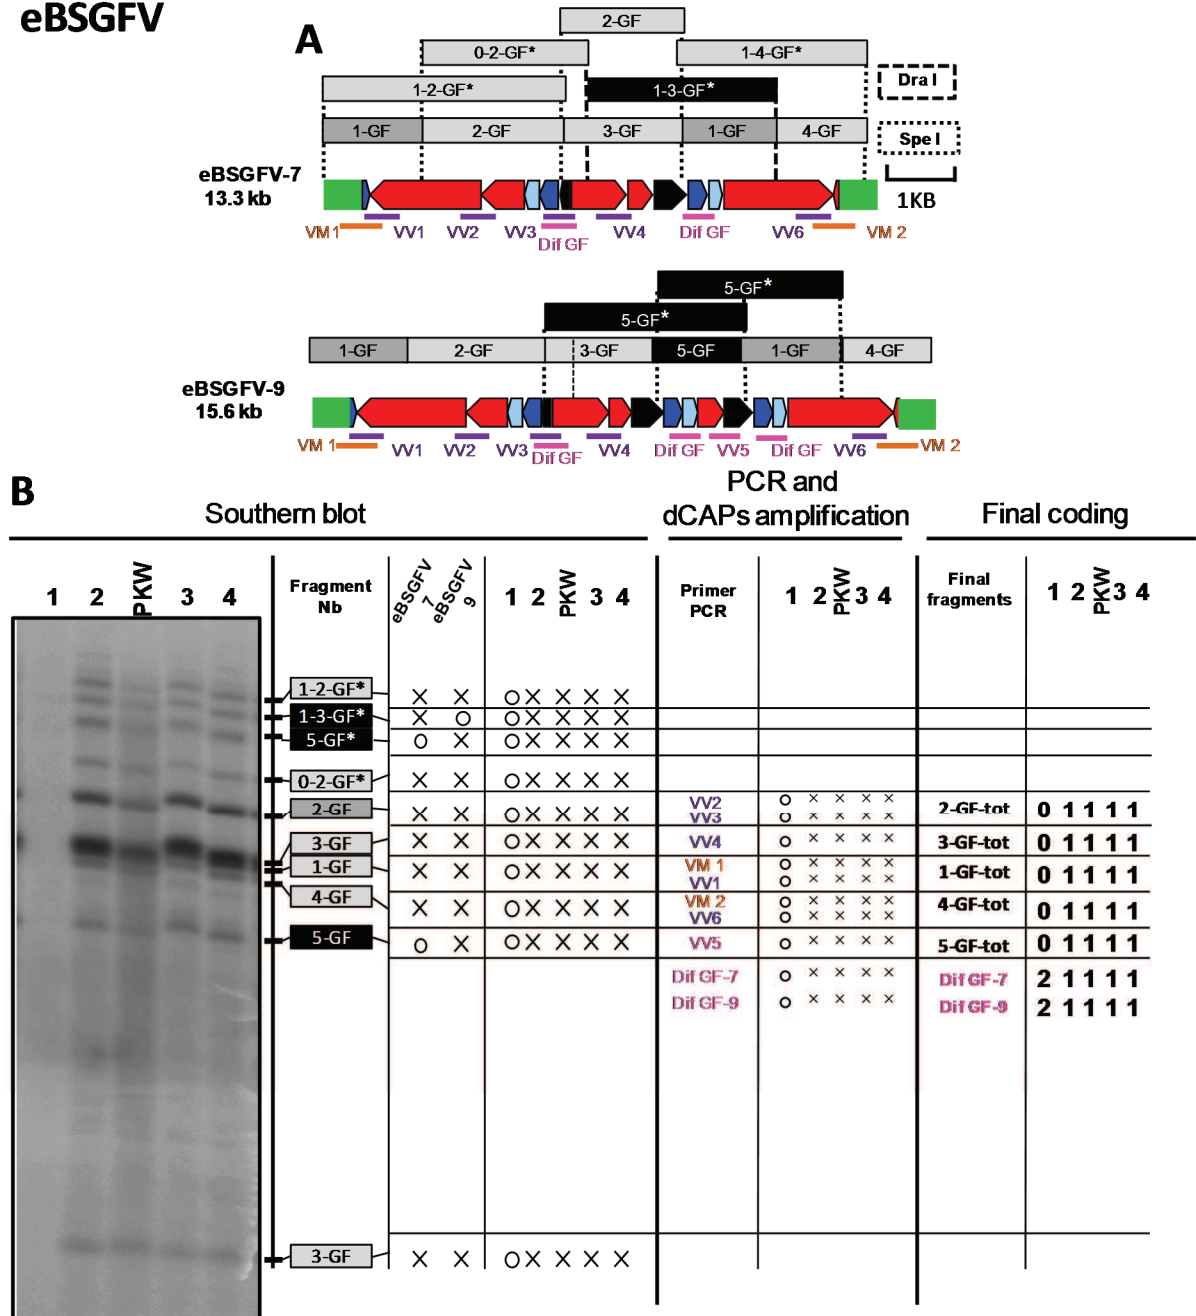 eBSGFV
A
2-GF
0-2-GF* 1-4-GF*
1-2-GF* 1-3-GF* Dra I
1-GF 2-GF 3-GF 1-GF 4-GF Spe I
eBSGFV-7
13.3 kb
1KB
VM 1 VV1 VV2 VV3 Dif GF VV4 Dif GF VV6 VM 2
5-GF*
5-GF*
1-GF 2-GF 3-GF 5-GF 1-GF 4-GF
eBSGFV-9
15.6 kb
VM 1 VV1 VV2 VV3 Dif GF VV4 Dif GF VV5 Dif GF VV6 VM 2
B
Southern blot
PCR and
dCAPs amplification
Final coding
1 2 PKW 3 4
Fragment
Nb
eBSGFV
7
eBSGFV
9
1 2 PKW 3 4
Primer
PCR
1 2 PKW 3 4
Final
fragments
1 2 PKW 3 4
1-2-GF* X X O X X X X
1-3-GF* X O O X X X X
5-GF* O X O X X X X
0-2-GF* X X O X X X X
2-GF X X O X X X X
VV2 O X X X X
VV3 O X X X X
2-GF-tot 0 1 1 1 1
3-GF X X O X X X X VV4 O X X X X 3-GF-tot 0 1 1 1 1
1-GF X X O X X X X
VM 1 O X X X X
VV1 O X X X X
1-GF-tot 0 1 1 1 1
4-GF X X O X X X X
VM 2 O X X X X
VV6 O X X X X
4-GF-tot 0 1 1 1 1
5-GF O X O X X X X VV5 O X X X X 5-GF-tot 0 1 1 1 1
Dif GF-7 O X X X X Dif GF-7 2 1 1 1 1
Dif GF-9 O X X X X Dif GF-9 2 1 1 1 1
3-GF X X O X X X X